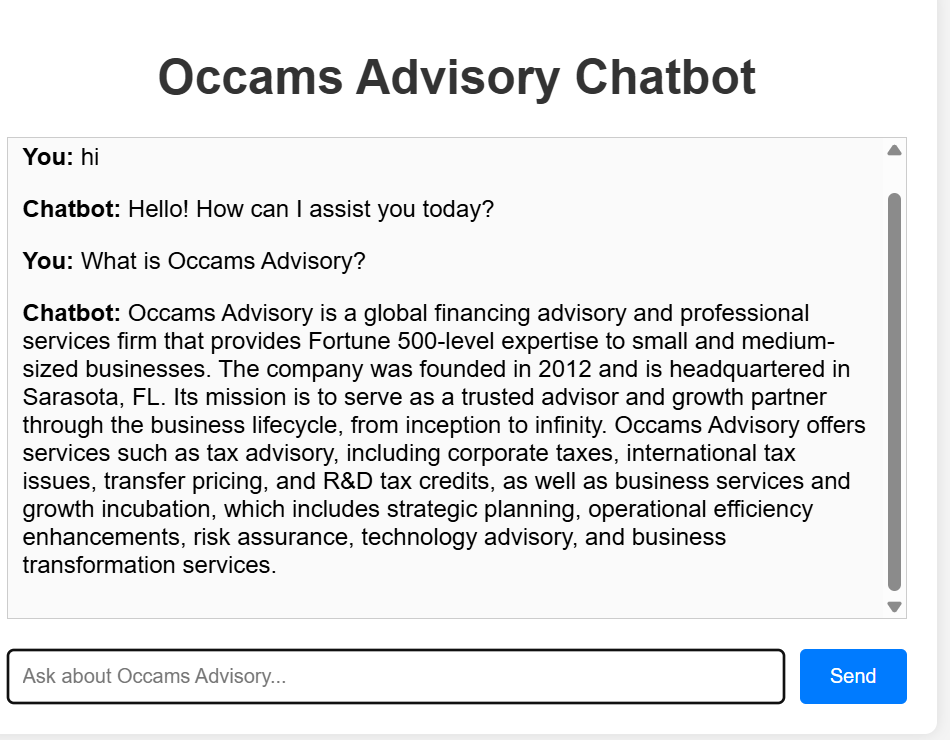 Occams Advisory Chatbot
You: hi
Chatbot: Hello! How can I assist you today?
You: What is Occams Advisory?
Chatbot: Occams Advisory is a global financing advisory and professional
services firm that provides Fortune 500-level expertise to small and medium-
sized businesses. The company was founded in 2012 and is headquartered in
Sarasota, FL. Its mission is to serve as a trusted advisor and growth partner
through the business lifecycle, from inception to infinity. Occams Advisory offers
services such as tax advisory, including corporate taxes, international tax
issues, transfer pricing, and R&D tax credits, as well as business services and
growth incubation, which includes strategic planning, operational efficiency
enhancements, risk assurance, technology advisory, and business
transformation services.
Ask about Occams Advisory...
Send